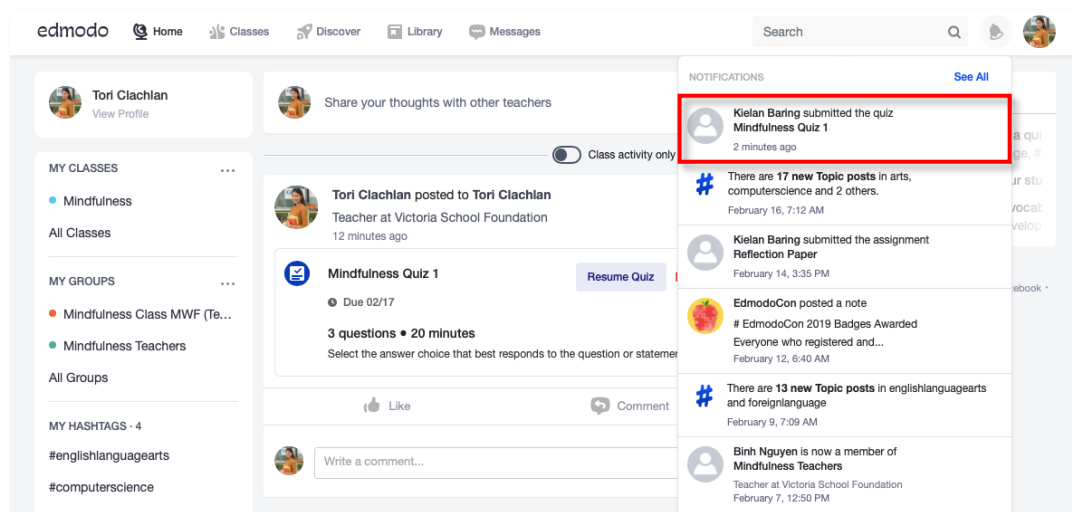 edmodo
Home
Classes
Discover
Library
Messages
Search
Tori Clachlan
View Profile
MY CLASSES
...
Mindfulness
All Classes
MY GROUPS
...
Mindfulness Class MWF (Te...
Mindfulness Teachers
All Groups
MY HASHTAGS · 4
#englishlanguagearts
#computerscience
Share your thoughts with other teachers
Class activity only
Tori Clachlan posted to Tori Clachlan
Teacher at Victoria School Foundation
12 minutes ago
Mindfulness Quiz 1
Resume Quiz
Due 02/17
3 questions • 20 minutes
Select the answer choice that best responds to the question or statemen
Like
Comment
Write a comment...
NOTIFICATIONS
See All
Kielan Baring submitted the quiz
Mindfulness Quiz 1
2 minutes ago
#
There are 17 new Topic posts in arts,
computerscience and 2 others.
February 16, 7:12 AM
Kielan Baring submitted the assignment
Reflection Paper
February 14, 3:35 PM
EdmodoCon posted a note
# EdmodoCon 2019 Badges Awarded
Everyone who registered and...
February 12, 6:40 AM
#
There are 13 new Topic posts in englishlanguagearts
and foreignlanguage
February 9, 7:09 AM
Binh Nguyen is now a member of
Mindfulness Teachers
Teacher at Victoria School Foundation
February 7, 12:50 PM